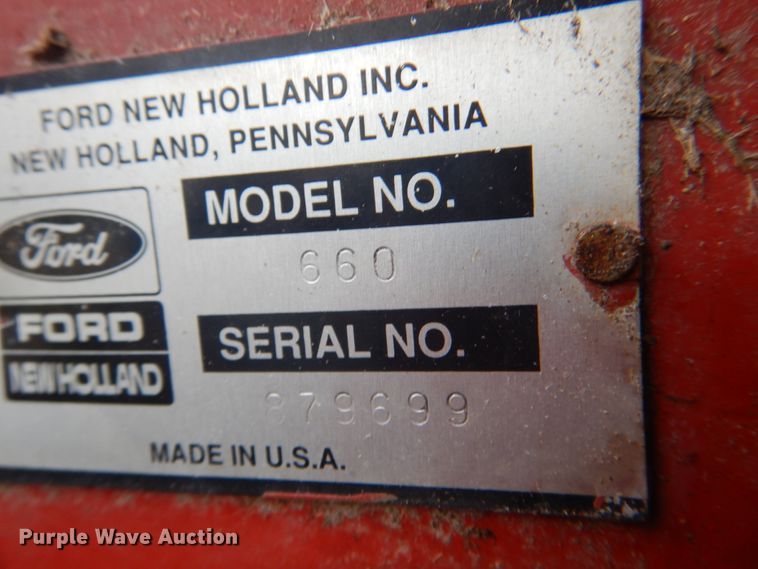 FORD NEW HOLLAND INC.
NEW HOLLAND, PENNSYLVANIA
MODEL NO.
660
Ford
FORD
NEW HOLLAND
SERIAL NO.
879699
MADE IN U.S.A.
Purple Wave Auction